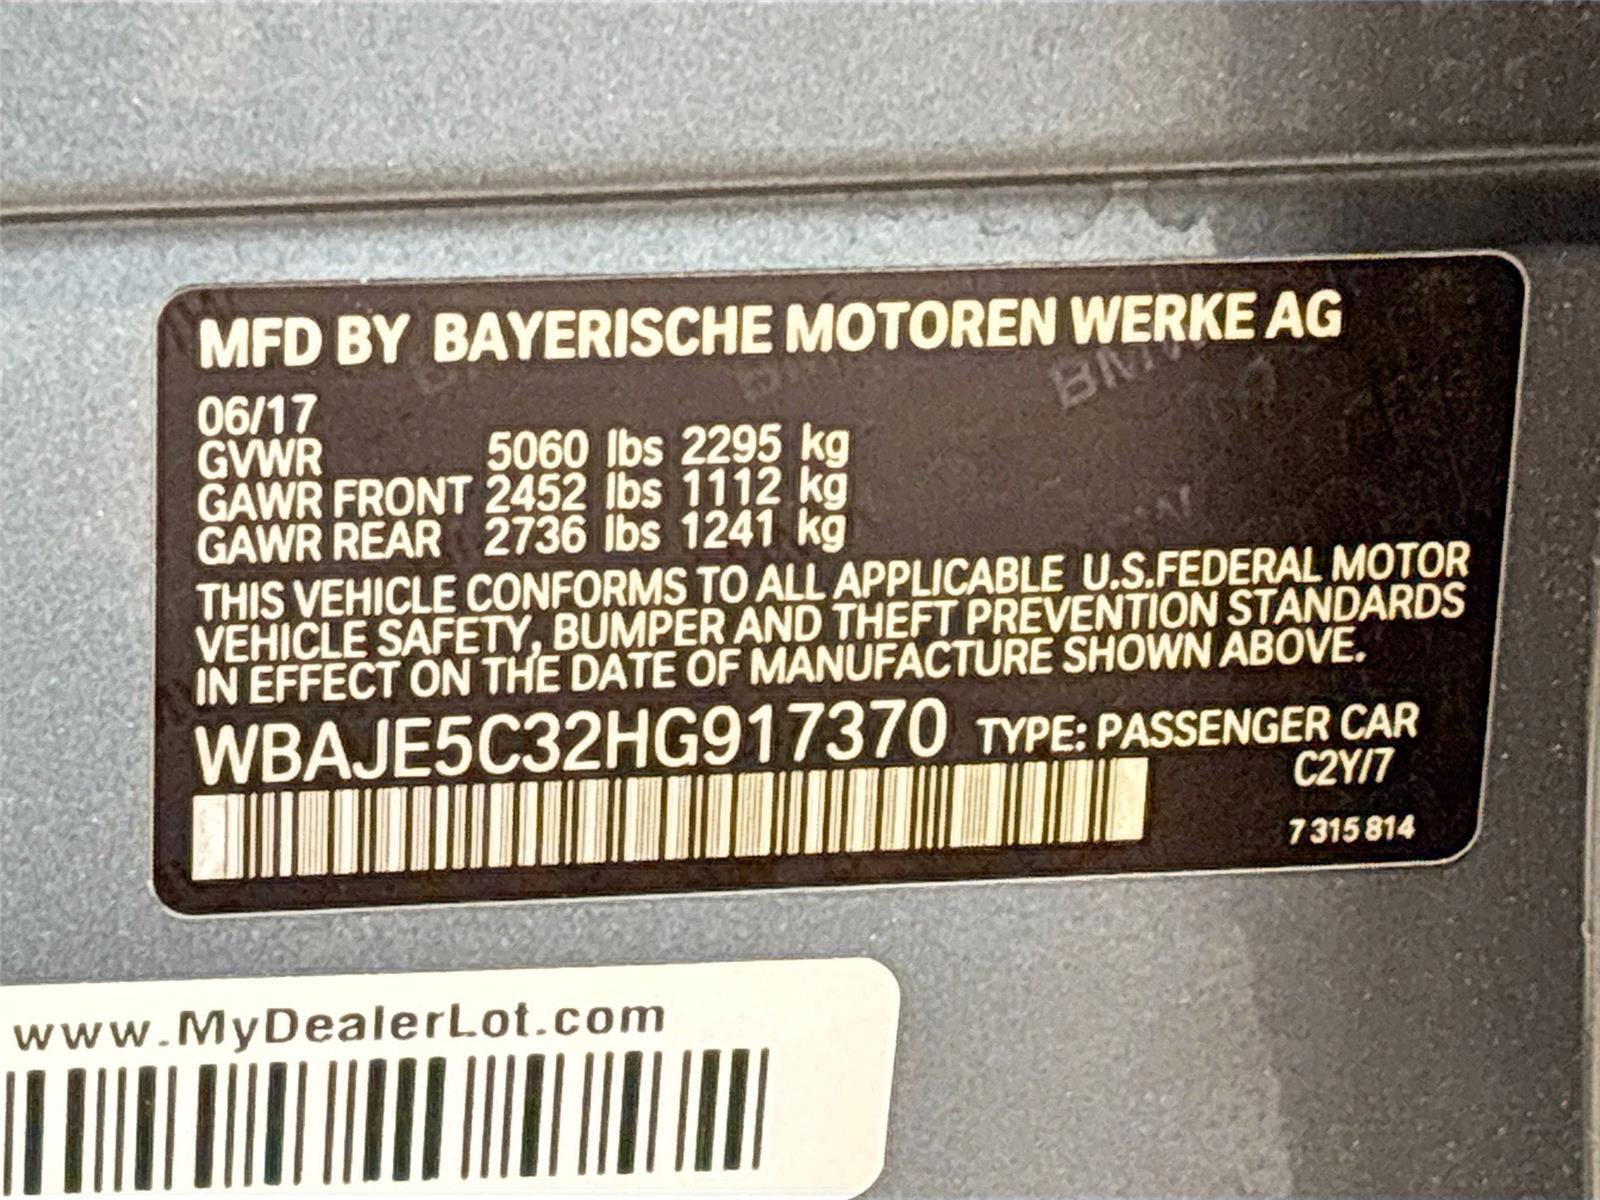 MFD BY BAYERISCHE MOTOREN WERKE AG
06/17
GVWR 5060 lbs 2295 kg
GAWR FRONT 2452 lbs 1112 kg
GAWR REAR 2736 lbs 1241 kg
THIS VEHICLE CONFORMS TO ALL APPLICABLE U.S.FEDERAL MOTOR
VEHICLE SAFETY, BUMPER AND THEFT PREVENTION STANDARDS
IN EFFECT ON THE DATE OF MANUFACTURE SHOWN ABOVE.
WBAJE5C32HG917370 TYPE: PASSENGER CAR
C2Y/7
7 315 814
www.MyDealerLot.com